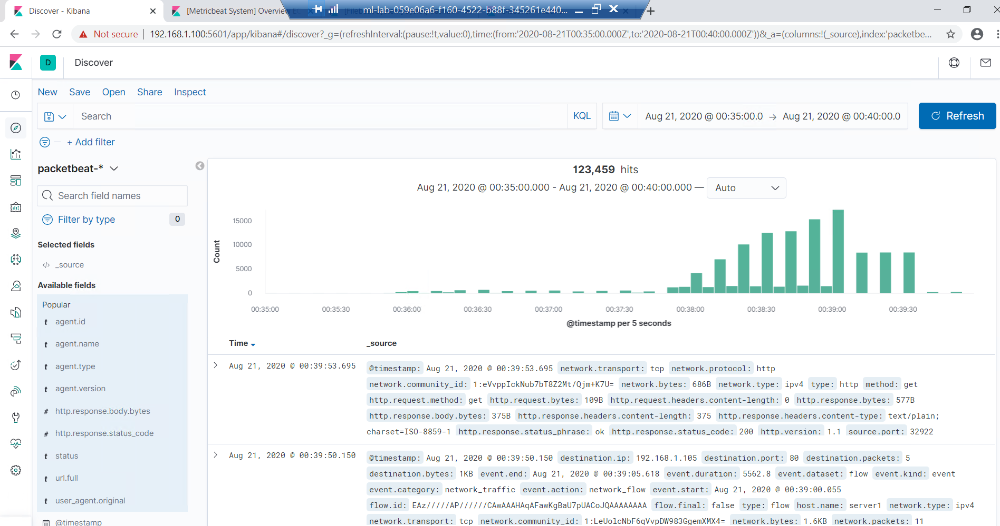 Discover - Kibana
[Metricbeat System] Overview
ml-lab-059e06a6-f160-4522-b88f-345261e440...
Not secure
192.168.1.100:5601/app/kibana#/discover?_g=(refreshInterval:(pause:!t,value:0),time:(from:'2020-08-21T00:35:00.000Z',to:'2020-08-21T00:40:00.000Z'))&_a=(columns:!(_source),index:'packetbe...
D
Discover
New Save Open Share Inspect
Search
KQL
Aug 21, 2020 @ 00:35:00.0 → Aug 21, 2020 @ 00:40:00.0
Refresh
+ Add filter
packetbeat-*
Search field names
Filter by type 0
Selected fields
</> _source
Available fields
Popular
t agent.id
t agent.name
t agent.type
t agent.version
# http.response.body.bytes
# http.response.status_code
t status
t url.full
t user_agent.original
@timestamp
123,459 hits
Aug 21, 2020 @ 00:35:00.000 - Aug 21, 2020 @ 00:40:00.000 — Auto
Count
15000
10000
5000
0
00:35:00 00:35:30 00:36:00 00:36:30 00:37:00 00:37:30 00:38:00 00:38:30 00:39:00 00:39:30
@timestamp per 5 seconds
Time _source
Aug 21, 2020 @ 00:39:53.695
@timestamp: Aug 21, 2020 @ 00:39:53.695 network.transport: tcp network.protocol: http
network.community_id: 1:eVvppIckNub7bT8Z2Mt/Qjm+K7U= network.bytes: 686B network.type: ipv4 type: http method: get
http.request.method: get http.request.bytes: 109B http.request.headers.content-length: 0 http.response.bytes: 577B
http.response.body.bytes: 375B http.response.headers.content-length: 375 http.response.headers.content-type: text/plain;
charset=ISO-8859-1 http.response.status_phrase: ok http.response.status_code: 200 http.version: 1.1 source.port: 32922
Aug 21, 2020 @ 00:39:50.150
@timestamp: Aug 21, 2020 @ 00:39:50.150 destination.ip: 192.168.1.105 destination.port: 80 destination.packets: 5
destination.bytes: 1KB event.end: Aug 21, 2020 @ 00:39:05.618 event.duration: 5562.8 event.dataset: flow event.kind: event
event.category: network_traffic event.action: network_flow event.start: Aug 21, 2020 @ 00:39:00.055
flow.id: EAz/////AP//////CAwAAAHAqAFawKgBaU7pUACoJQAAAAAAAA flow.final: false type: flow host.name: server1 network.type: ipv4
network.transport: tcp network.community_id: 1:LeUolcNbF6qVvpDW983GgemXMX4= network.bytes: 1.6KB network.packets: 11